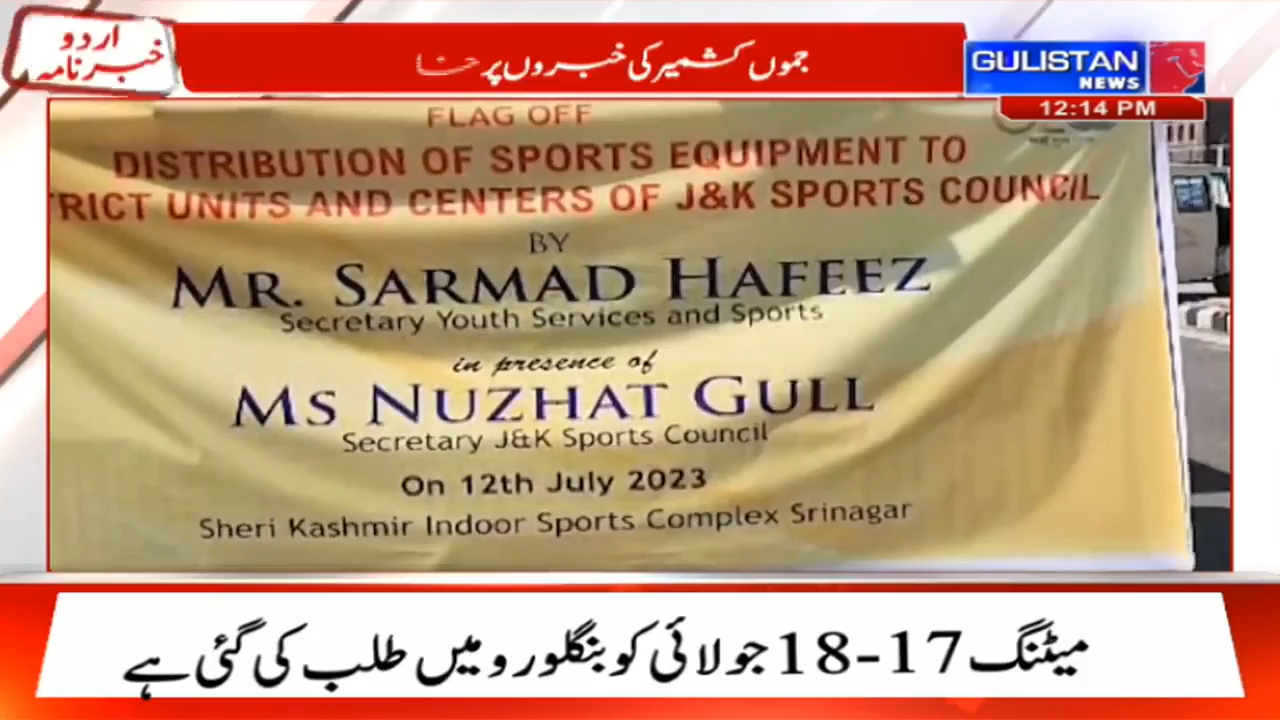 اردو
خبرنامہ
جموں کشمیر کی خبروں پر
GULISTAN
NEWS
12:14 PM
FLAG OFF
DISTRIBUTION OF SPORTS EQUIPMENT TO
TRICT UNITS AND CENTERS OF J&K SPORTS COUNCIL
BY
MR. SARMAD HAFEEZ
Secretary Youth Services and Sports
in presence of
MS NUZHAT GULL
Secretary J&K Sports Council
On 12th July 2023
Sheri Kashmir Indoor Sports Complex Srinagar
میٹنگ 17-18 جولائی کو بنگلورو میں طلب کی گئی ہے